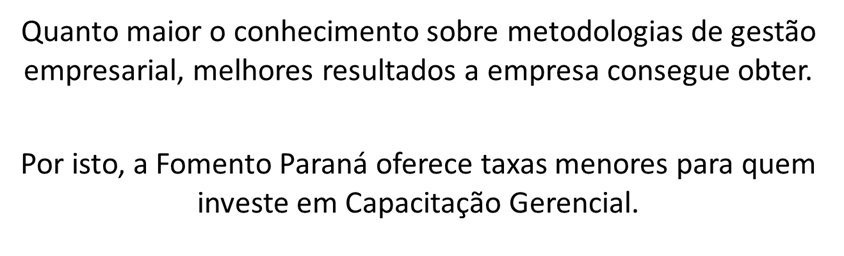 Quanto maior o conhecimento sobre metodologias de gestão
empresarial, melhores resultados a empresa consegue obter.
Por isto, a Fomento Paraná oferece taxas menores para quem
investe em Capacitação Gerencial.